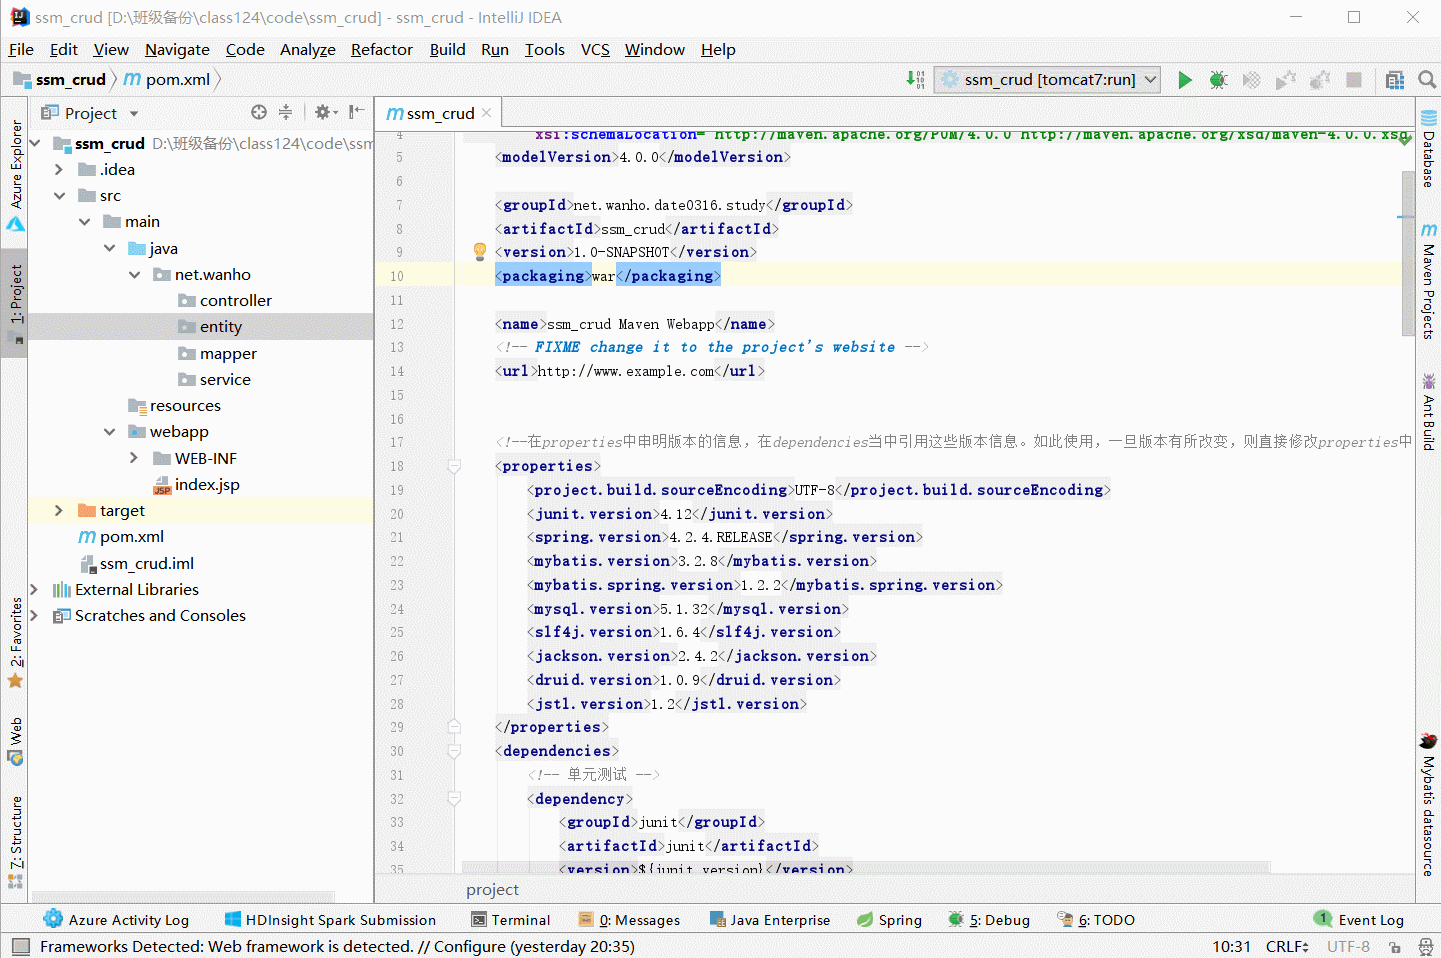 ssm_crud [D:\班级备份\class124\code\ssm_crud] - ssm_crud - IntelliJ IDEA
File Edit View Navigate Code Analyze Refactor Build Run Tools VCS Window Help
ssm_crud pom.xml ssm_crud [tomcat7:run]
Project
ssm_crud
Azure Explorer
1: Project
2: Favorites
Web
7: Structure
ssm_crud D:\班级备份\class124\code\ssm
.idea
src
main
java
net.wanho
controller
entity
mapper
service
resources
webapp
WEB-INF
index.jsp
target
pom.xml
ssm_crud.iml
External Libraries
Scratches and Consoles
4 xsi:schemaLocation="http://maven.apache.org/POM/4.0.0 http://maven.apache.org/xsd/maven-4.0.0.xsd
5 <modelVersion>4.0.0</modelVersion>
6
7 <groupId>net.wanho.date0316.study</groupId>
8 <artifactId>ssm_crud</artifactId>
9 <version>1.0-SNAPSHOT</version>
10 <packaging>war</packaging>
11
12 <name>ssm_crud Maven Webapp</name>
13 <!-- FIXME change it to the project's website -->
14 <url>http://www.example.com</url>
15
16
17 <!--在properties中申明版本的信息，在dependencies当中引用这些版本信息。如此使用，一旦版本有所改变，则直接修改properties中
18 <properties>
19 <project.build.sourceEncoding>UTF-8</project.build.sourceEncoding>
20 <junit.version>4.12</junit.version>
21 <spring.version>4.2.4.RELEASE</spring.version>
22 <mybatis.version>3.2.8</mybatis.version>
23 <mybatis.spring.version>1.2.2</mybatis.spring.version>
24 <mysql.version>5.1.32</mysql.version>
25 <slf4j.version>1.6.4</slf4j.version>
26 <jackson.version>2.4.2</jackson.version>
27 <druid.version>1.0.9</druid.version>
28 <jstl.version>1.2</jstl.version>
29 </properties>
30 <dependencies>
31 <!-- 单元测试 -->
32 <dependency>
33 <groupId>junit</groupId>
34 <artifactId>junit</artifactId>
35 <version>${junit.version}</version>
project
Database
Maven Projects
Ant Build
Mybatis datasource
Azure Activity Log HDInsight Spark Submission Terminal 0: Messages Java Enterprise Spring 5: Debug 6: TODO 1 Event Log
Frameworks Detected: Web framework is detected. // Configure (yesterday 20:35) 10:31 CRLF UTF-8